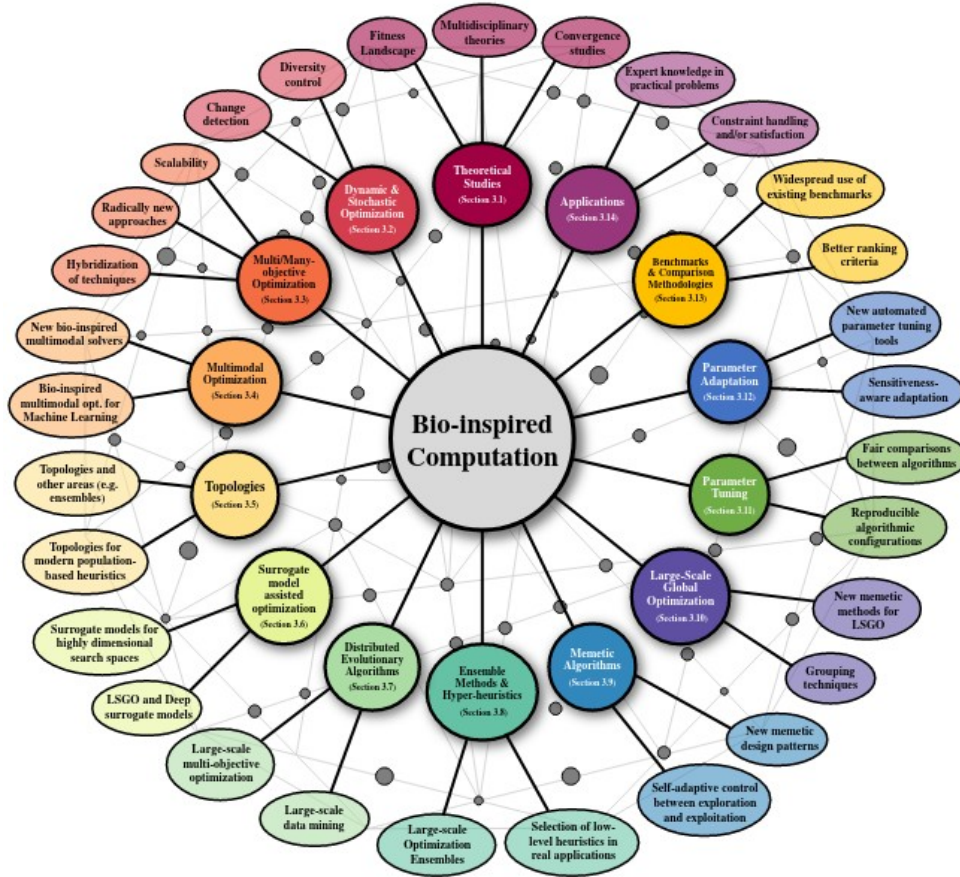 Multidisciplinary
theories
Fitness
Landscape
Convergence
studies
Diversity
control
Expert knowledge in
practical problems
Change
detection
Constraint handling
and/or satisfaction
Scalability
Theoretical
Studies
(Section 3.1)
Dynamic &
Stochastic
Optimization
(Section 3.2)
Applications
(Section 3.14)
Widespread use of
existing benchmarks
Radically new
approaches
Multi/Many-
objective
Optimization
(Section 3.3)
Benchmarks
& Comparison
Methodologies
(Section 3.13)
Better ranking
criteria
Hybridization
of techniques
New bio-inspired
multimodal solvers
New automated
parameter tuning
tools
Multimodal
Optimization
(Section 3.4)
Parameter
Adaptation
(Section 3.12)
Bio-inspired
multimodal opt. for
Machine Learning
Sensitiveness-
aware adaptation
Bio-inspired
Computation
Fair comparisons
between algorithms
Topologies and
other areas (e.g.
ensembles)
Topologies
(Section 3.5)
Parameter
Tuning
(Section 3.11)
Reproducible
algorithmic
configurations
Topologies for
modern population-
based heuristics
Surrogate
model
assisted
optimization
(Section 3.6)
Large-Scale
Global
Optimization
(Section 3.10)
New memetic
methods for
LSGO
Surrogate models for
highly dimensional
search spaces
Distributed
Evolutionary
Algorithms
(Section 3.7)
Ensemble
Methods &
Hyper-heuristics
(Section 3.8)
Memetic
Algorithms
(Section 3.9)
Grouping
techniques
LSGO and Deep
surrogate models
New memetic
design patterns
Large-scale
multi-objective
optimization
Self-adaptive control
between exploration
and exploitation
Large-scale
data mining
Large-scale
Optimization
Ensembles
Selection of low-
level heuristics in
real applications